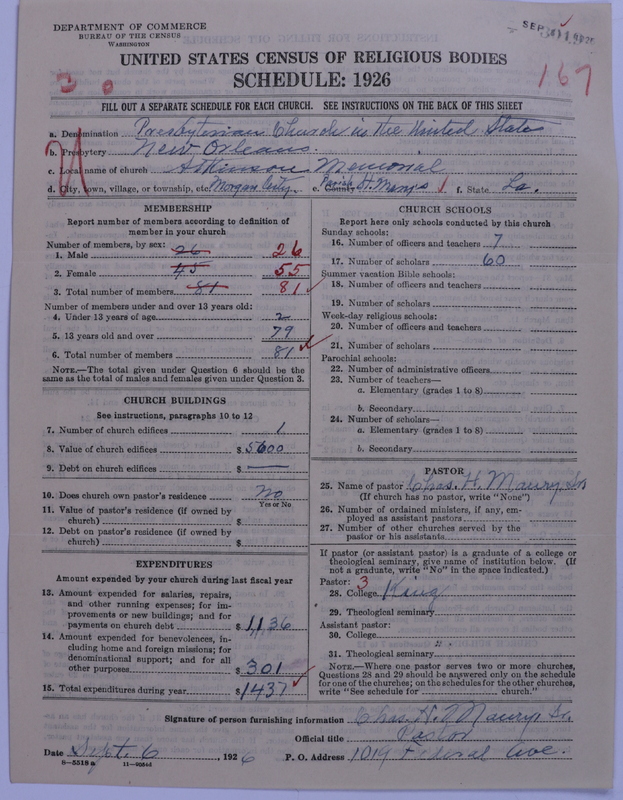 DEPARTMENT OF COMMERCE
BUREAU OF THE CENSUS
WASHINGTON
SEP
UNITED STATES CENSUS OF RELIGIOUS BODIES
SCHEDULE: 1926
167
FILL OUT A SEPARATE SCHEDULE FOR EACH CHURCH. SEE INSTRUCTIONS ON THE BACK OF THIS SHEET
a. Denomination Presbyterian Church in the United States
b. Presbytery New Orleans.
c. Local name of church Atkinson Memorial
d. City, town, village, or township, etc. Morgan City. e. County Parish St. Mary's f. State La.
MEMBERSHIP
Report number of members according to definition of
member in your church
Number of members, by sex:
1. Male 26 26
2. Female 45 55
3. Total number of members 81 81
Number of members under and over 13 years old:
4. Under 13 years of age 2
5. 13 years old and over 79
6. Total number of members 81
NOTE.—The total given under Question 6 should be
same as the total of males and females given under Question 3.
CHURCH BUILDINGS
See instructions, paragraphs 10 to 12
7. Number of church edifices 1
8. Value of church edifices $ 5600
9. Debt on church edifices $ —
10. Does church own pastor's residence No
Yes or No
11. Value of pastor's residence (if owned by
church) $
12. Debt on pastor's residence (if owned by
church) $
EXPENDITURES
Amount expended by your church during last fiscal year
13. Amount expended for salaries, repairs,
and other running expenses; for im-
provements or new buildings; and for
payments on church debt $ 1,136
14. Amount expended for benevolences, in-
cluding home and foreign missions; for
denominational support; and for all
other purposes $ 301
15. Total expenditures during year $ 1437
CHURCH SCHOOLS
Report here only schools conducted by this church
Sunday schools:
16. Number of officers and teachers 7
17. Number of scholars 60
Summer vacation Bible schools:
18. Number of officers and teachers
19. Number of scholars
Week-day religious schools:
20. Number of officers and teachers
21. Number of scholars
Parochial schools:
22. Number of administrative officers
23. Number of teachers—
a. Elementary (grades 1 to 8)
b. Secondary
24. Number of scholars—
a. Elementary (grades 1 to 8)
b. Secondary
PASTOR
25. Name of pastor Chas. H. Maury, Sr.
(If church has no pastor, write "None")
26. Number of ordained ministers, if any, em-
ployed as assistant pastors
27. Number of other churches served by the
pastor or his assistants
If pastor (or assistant pastor) is a graduate of a college or
theological seminary, give name of institution below. (If
not a graduate, write "No" in the space indicated.)
Pastor: 3
28. College King
29. Theological seminary
Assistant pastor:
30. College
31. Theological seminary
NOTE.—Where one pastor serves two or more churches,
Questions 28 and 29 should be answered only on the schedule
for one of the churches; on the schedules for the other churches,
write "See schedule for church."
Signature of person furnishing information Chas. H. Maury, Sr.
Official title Pastor
Date Sept. 6, 1926 P. O. Address 1019 Federal Ave.
8—5518 a 11—9054d